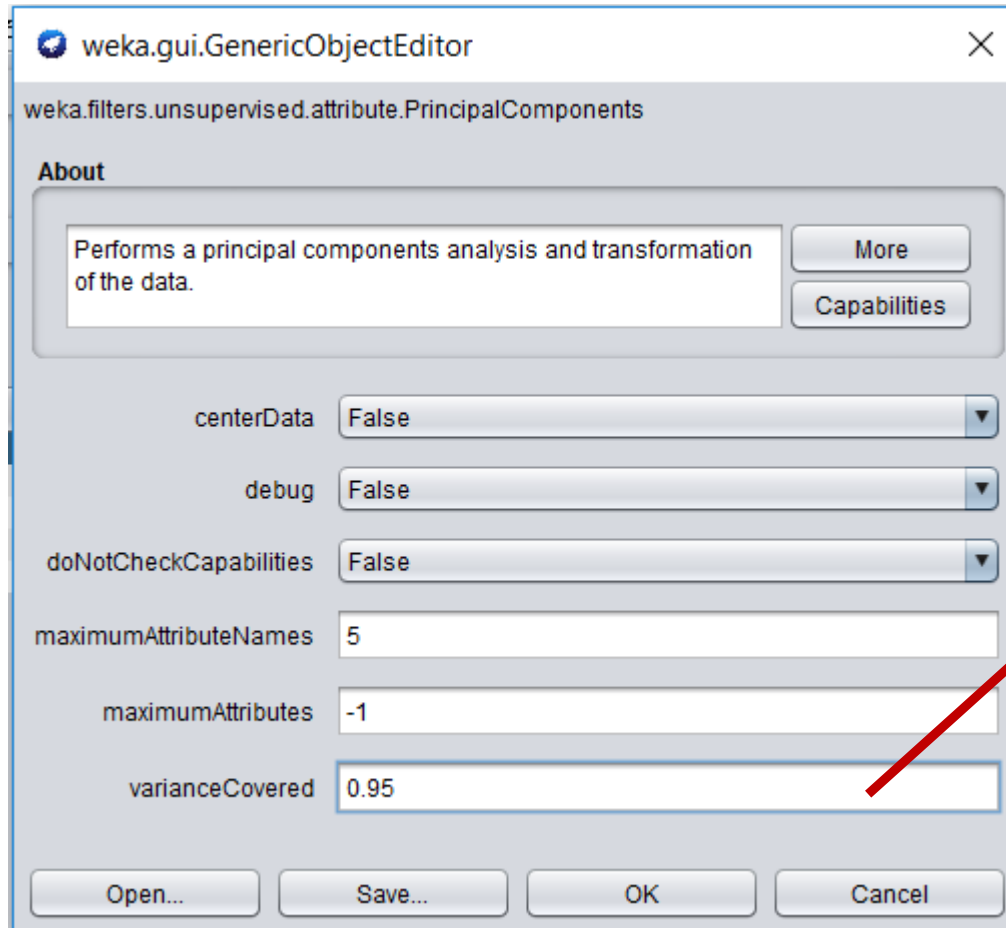 weka.gui.GenericObjectEditor
weka.filters.unsupervised.attribute.PrincipalComponents
About
Performs a principal components analysis and transformation
of the data.
More
Capabilities
centerData False
debug False
doNotCheckCapabilities False
maximumAttributeNames 5
maximumAttributes -1
varianceCovered 0.95
Open... Save... OK Cancel